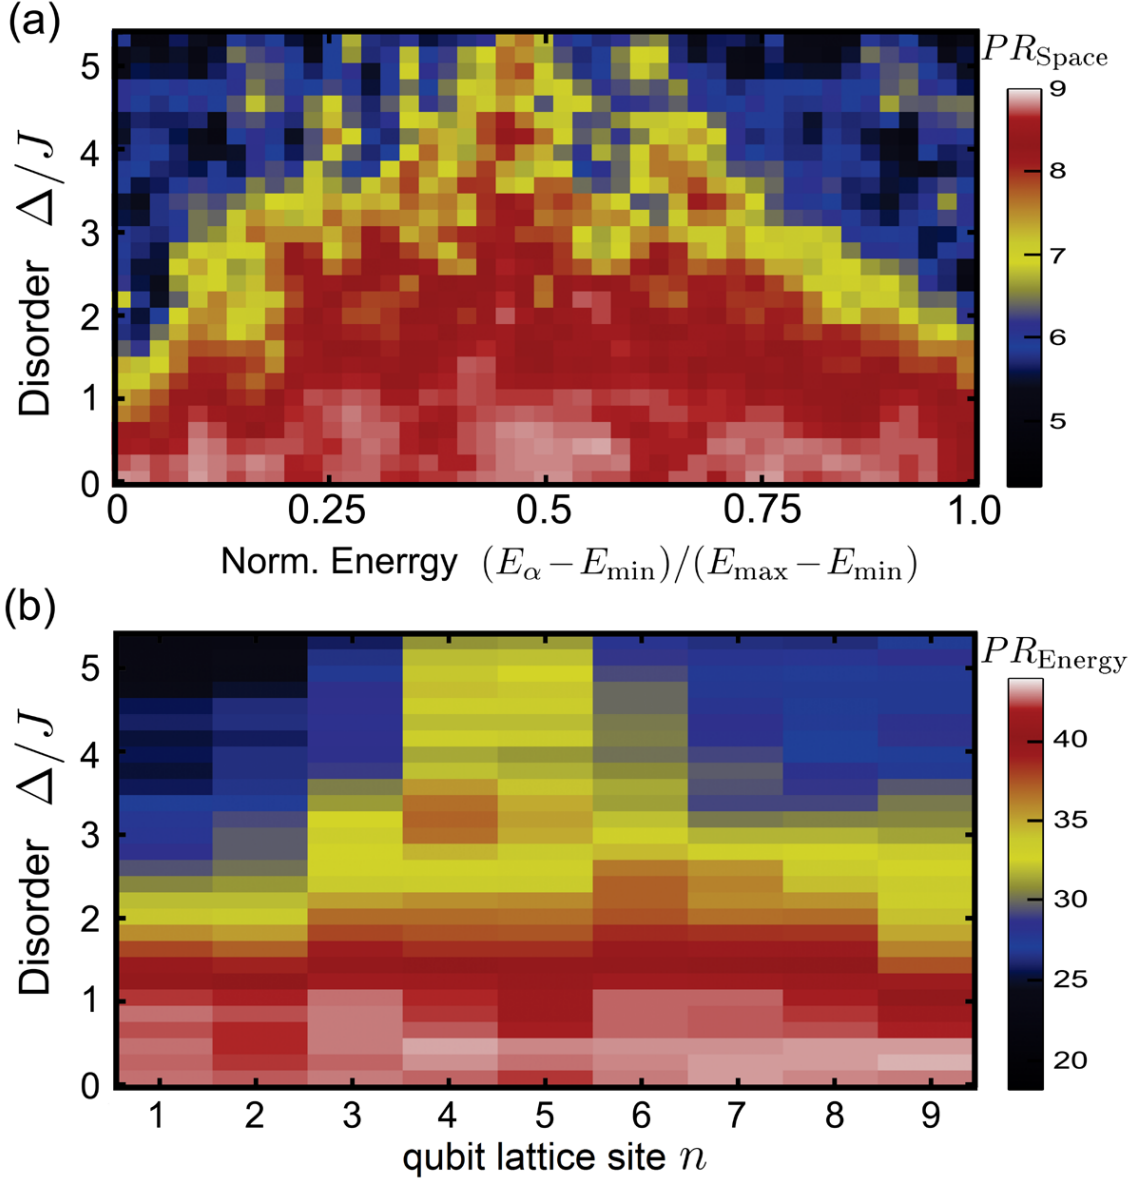 (a)
PR_Space
Disorder Δ/J
5
4
3
2
1
0
0 0.25 0.5 0.75 1.0
Norm. Enerrgy (E_α − E_min)/(E_max − E_min)
9
8
7
6
5
(b)
PR_Energy
Disorder Δ/J
5
4
3
2
1
0
1 2 3 4 5 6 7 8 9
qubit lattice site n
40
35
30
25
20